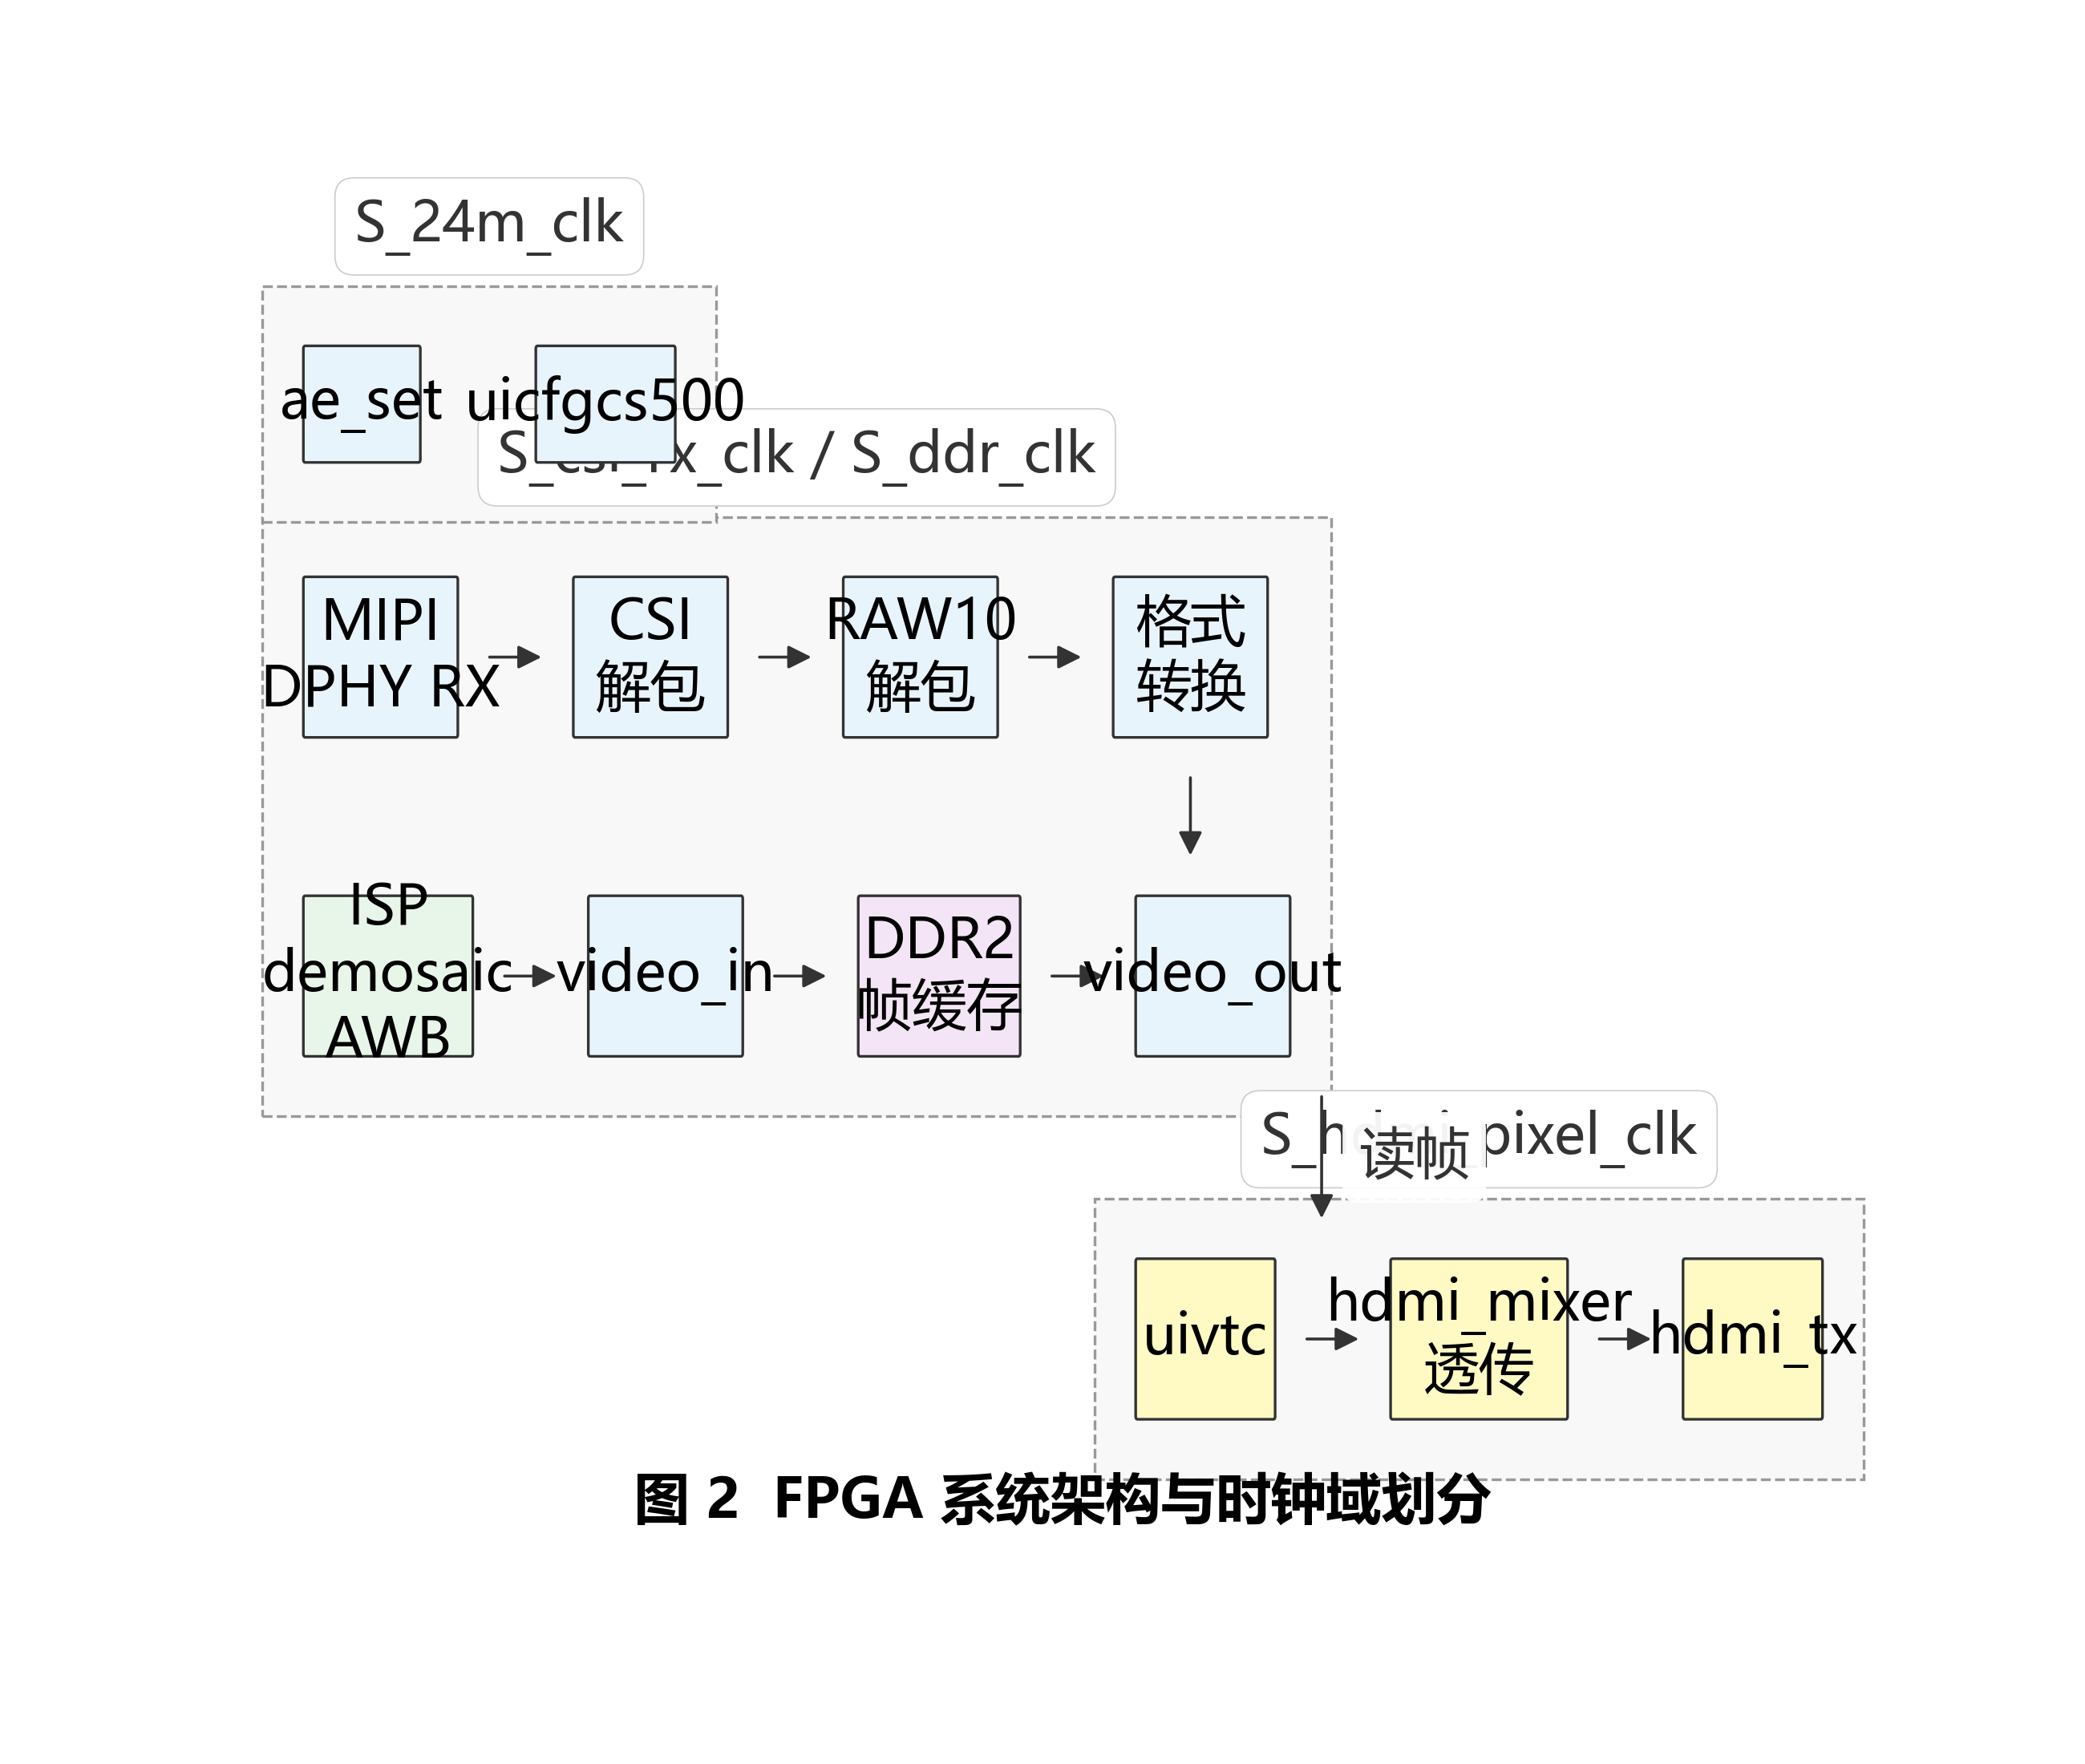 S_24m_clk
ae_set
uicfgcs500
S_csi_rx_clk / S_ddr_clk
MIPI
DPHY RX
CSI
解包
RAW10
解包
格式
转换
ISP
demosaic
AWB
video_in
DDR2
帧缓存
video_out
S_hdmi_pixel_clk
读帧
uivtc
hdmi_mixer
透传
hdmi_tx
图 2 FPGA 系统架构与时钟域划分